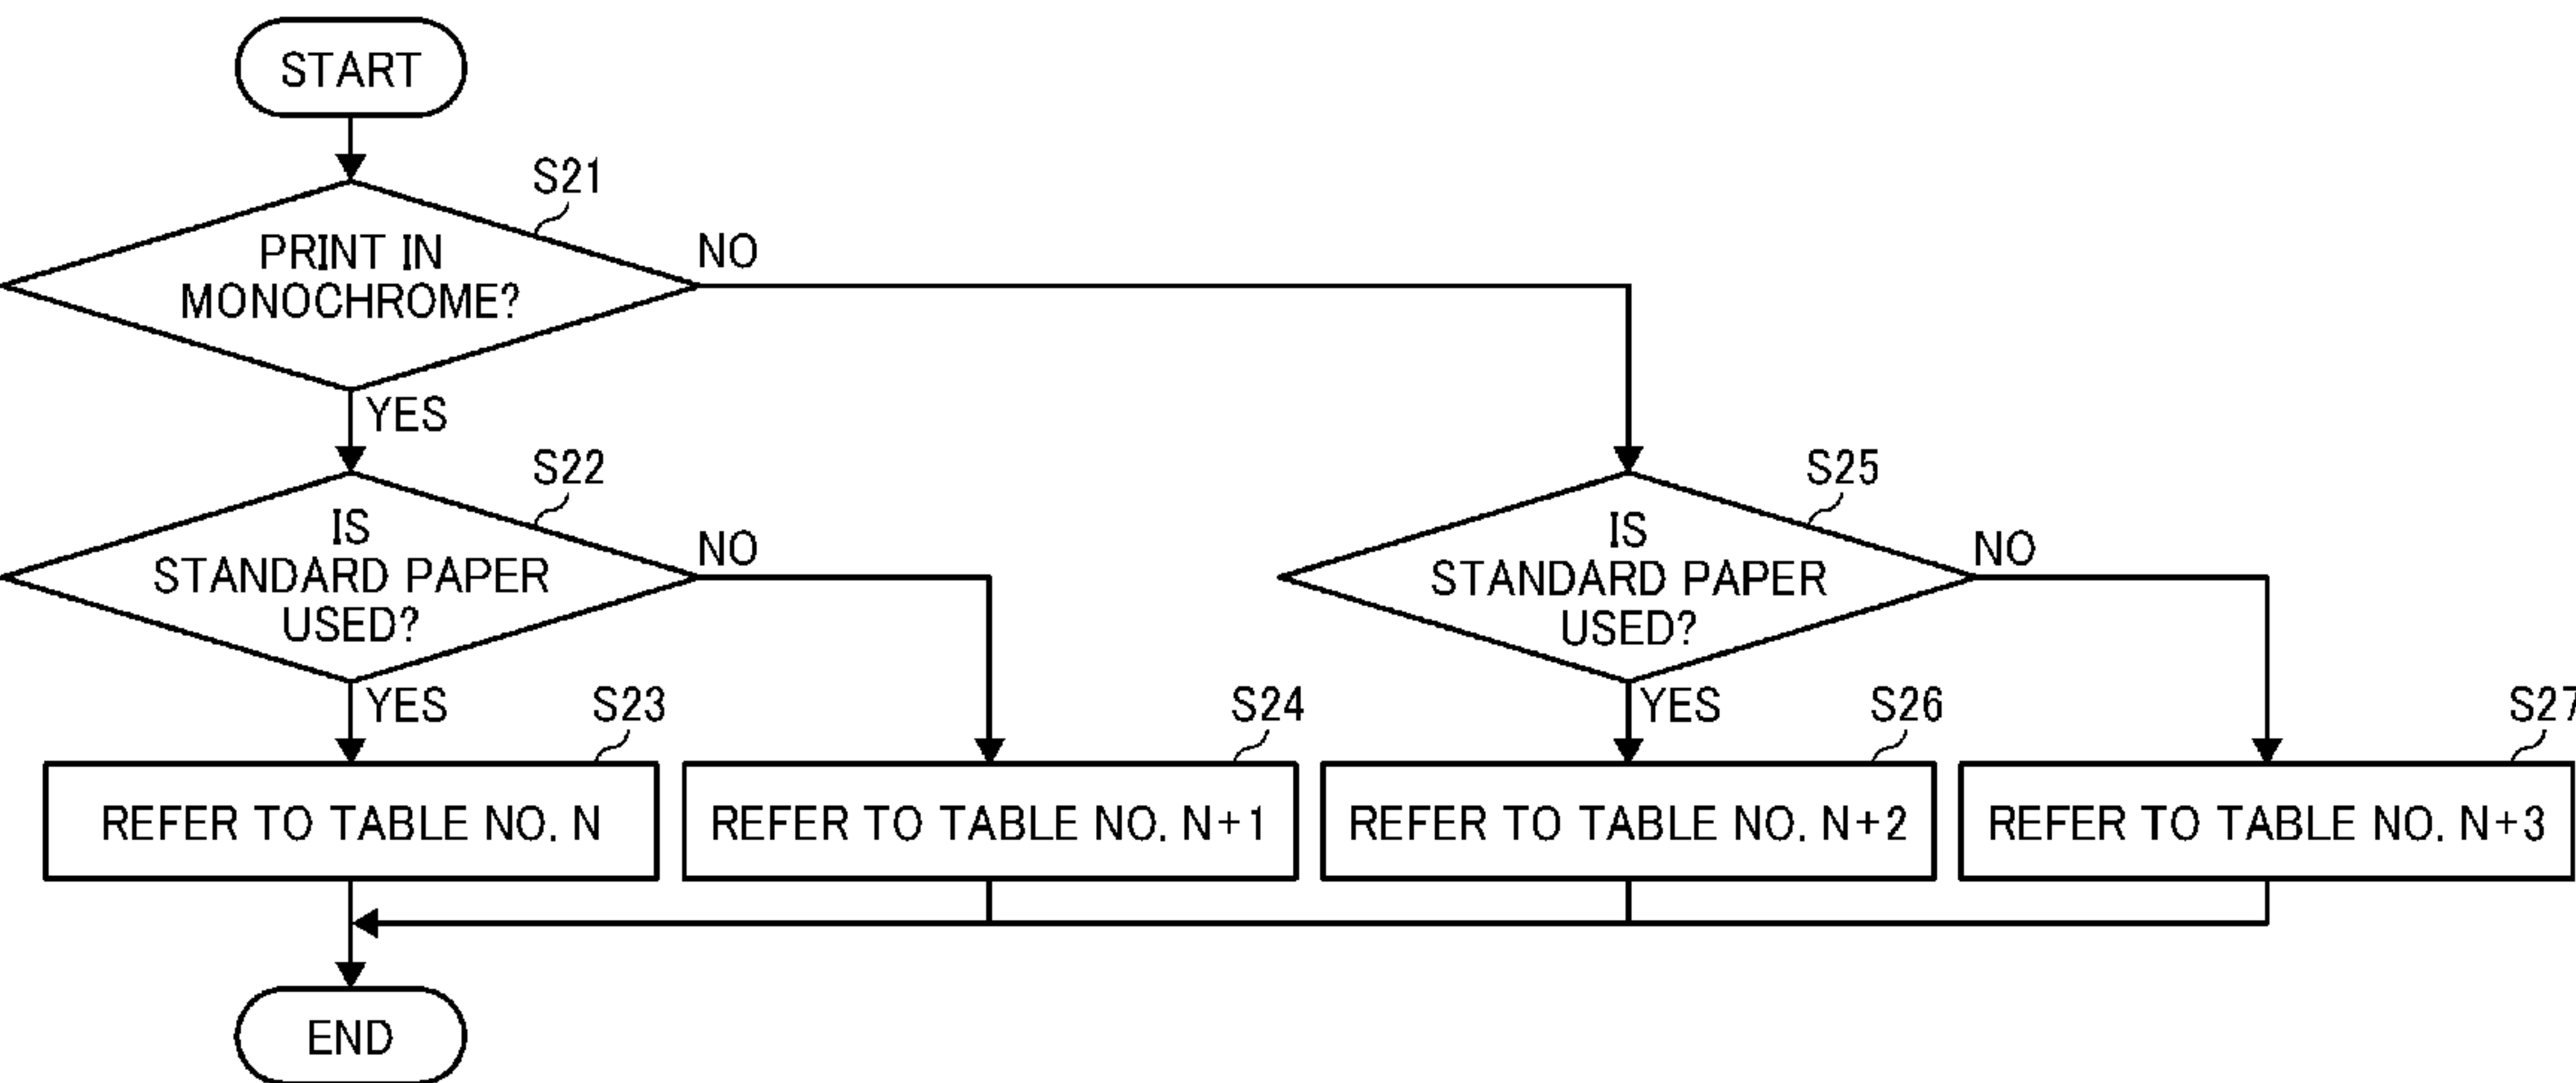 START
S21
PRINT IN
MONOCHROME?
NO
YES
S22
IS
STANDARD PAPER
USED?
NO
YES
S25
IS
STANDARD PAPER
USED?
NO
YES
S23
REFER TO TABLE NO. N
S24
REFER TO TABLE NO. N+1
S26
REFER TO TABLE NO. N+2
S27
REFER TO TABLE NO. N+3
END